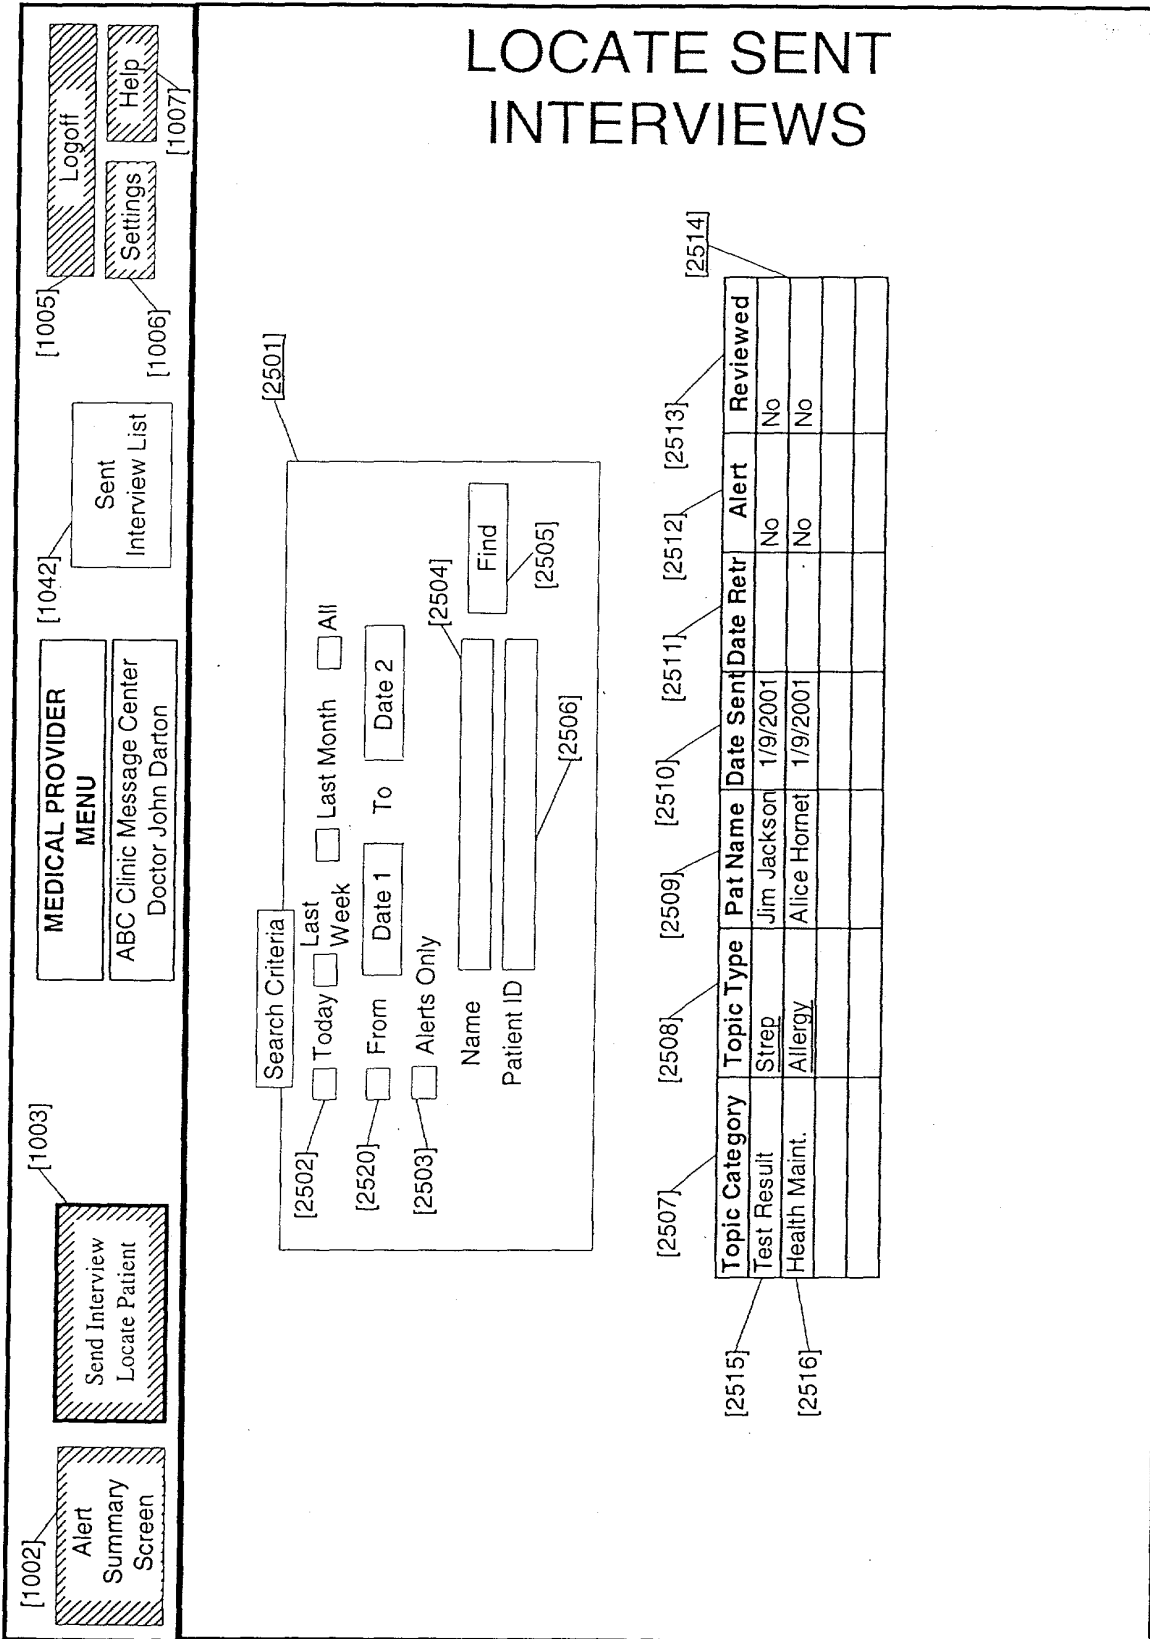 LOCATE SENT
INTERVIEWS
[1002]
Alert
Summary
Screen
[1003]
Send Interview
Locate Patient
MEDICAL PROVIDER
MENU
ABC Clinic Message Center
Doctor John Darton
[1042]
Sent
Interview List
[1005]
Logoff
[1006]
Settings
Help
[1007]
[2501]
Search Criteria
[2502]
Today
Last
Week
Last Month
All
[2520]
From
Date 1
To
Date 2
[2503]
Alerts Only
[2504]
Name
Find
[2505]
Patient ID
[2506]
[2507] [2508] [2509] [2510] [2511] [2512] [2513] [2514]
Topic Category Topic Type Pat Name Date Sent Date Retr Alert Reviewed
[2515] Test Result Strep Jim Jackson 1/9/2001 No No
[2516] Health Maint. Allergy Alice Hornet 1/9/2001 No No